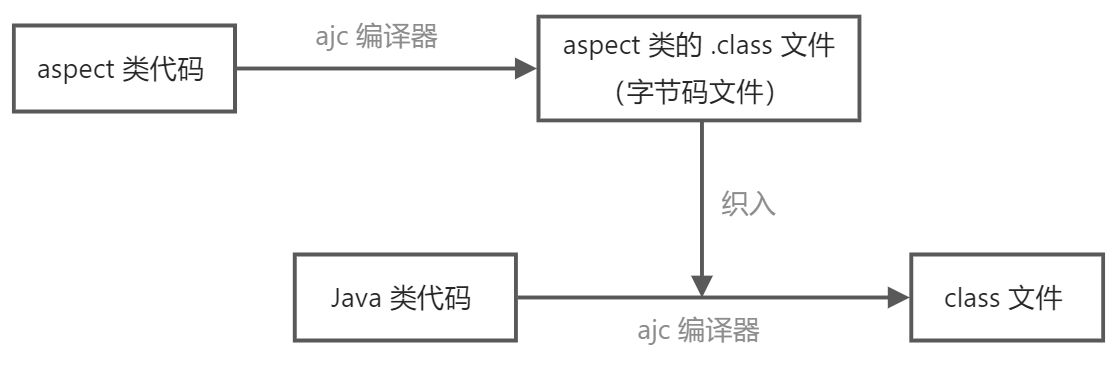 ajc 编译器
aspect 类代码
aspect 类的 .class 文件
（字节码文件）
织入
Java 类代码
ajc 编译器
class 文件